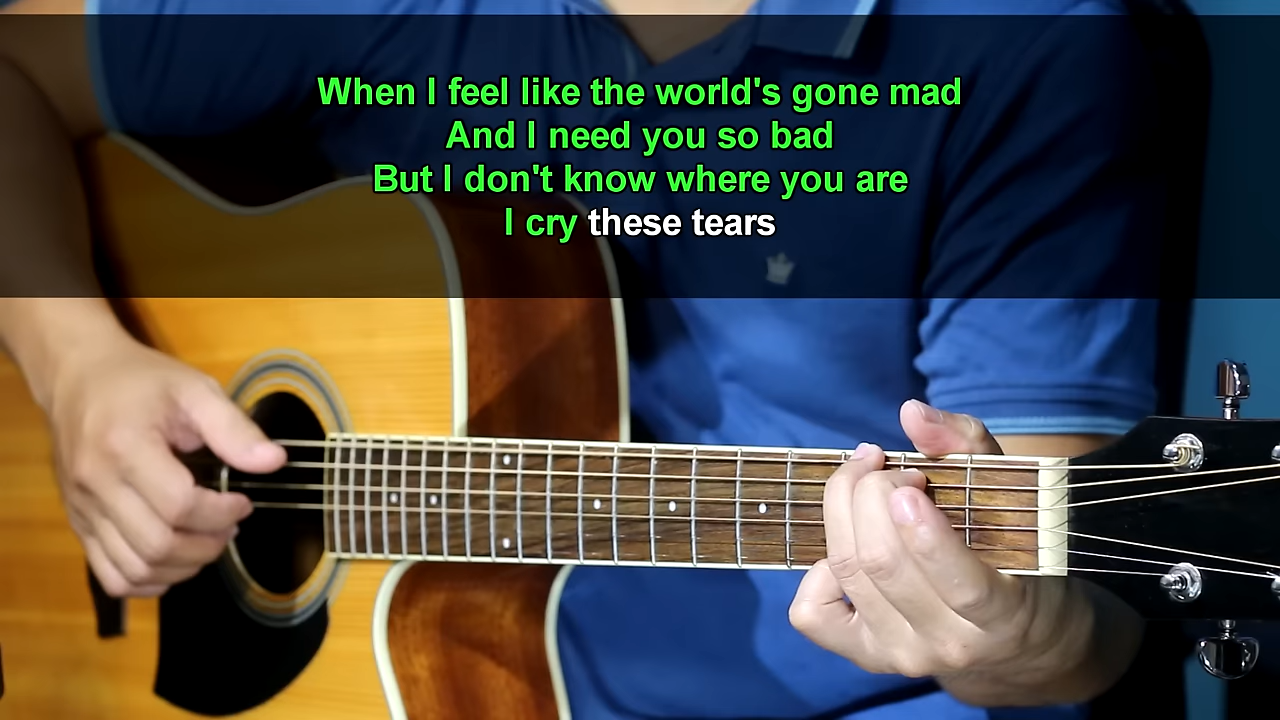 When I feel like the world's gone mad
And I need you so bad
But I don't know where you are
I cry these tears